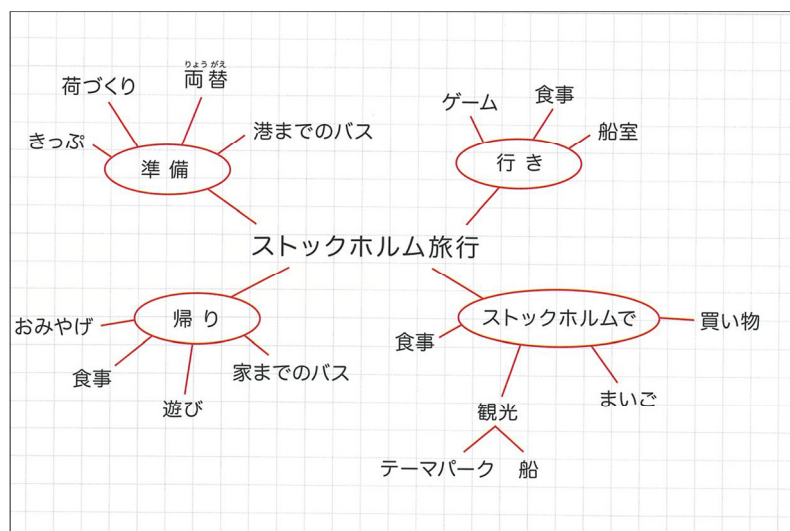 荷づくり
りょうがえ
両替
きっぷ
港までのバス
準備
ゲーム
食事
船室
行き
ストックホルム旅行
帰り
おみやげ
食事
遊び
家までのバス
ストックホルムで
食事
買い物
まいご
観光
テーマパーク
船